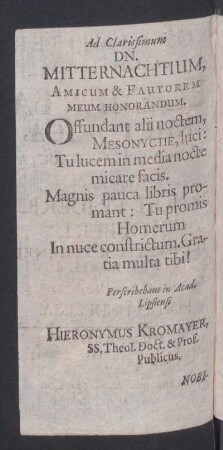 Ad Clarissimum
DN.
MITTERNACHTIUM,
AMICUM & FAUTOREM
MEUM HONORANDUM.
Offundant alii noctem,
MESONYCTIE, luci:
Tu lucem in media nocte
micare facis.
Magnis pauca libris pro-
mant: Tu promis
Homerum
In nuce constrictum. Gra-
tia multa tibi!
Perscribebam in Acad.
Lipsiensi
HIERONYMUS KROMAYER,
SS. Theol. Doct. & Prof.
Publicus.
NOBI-